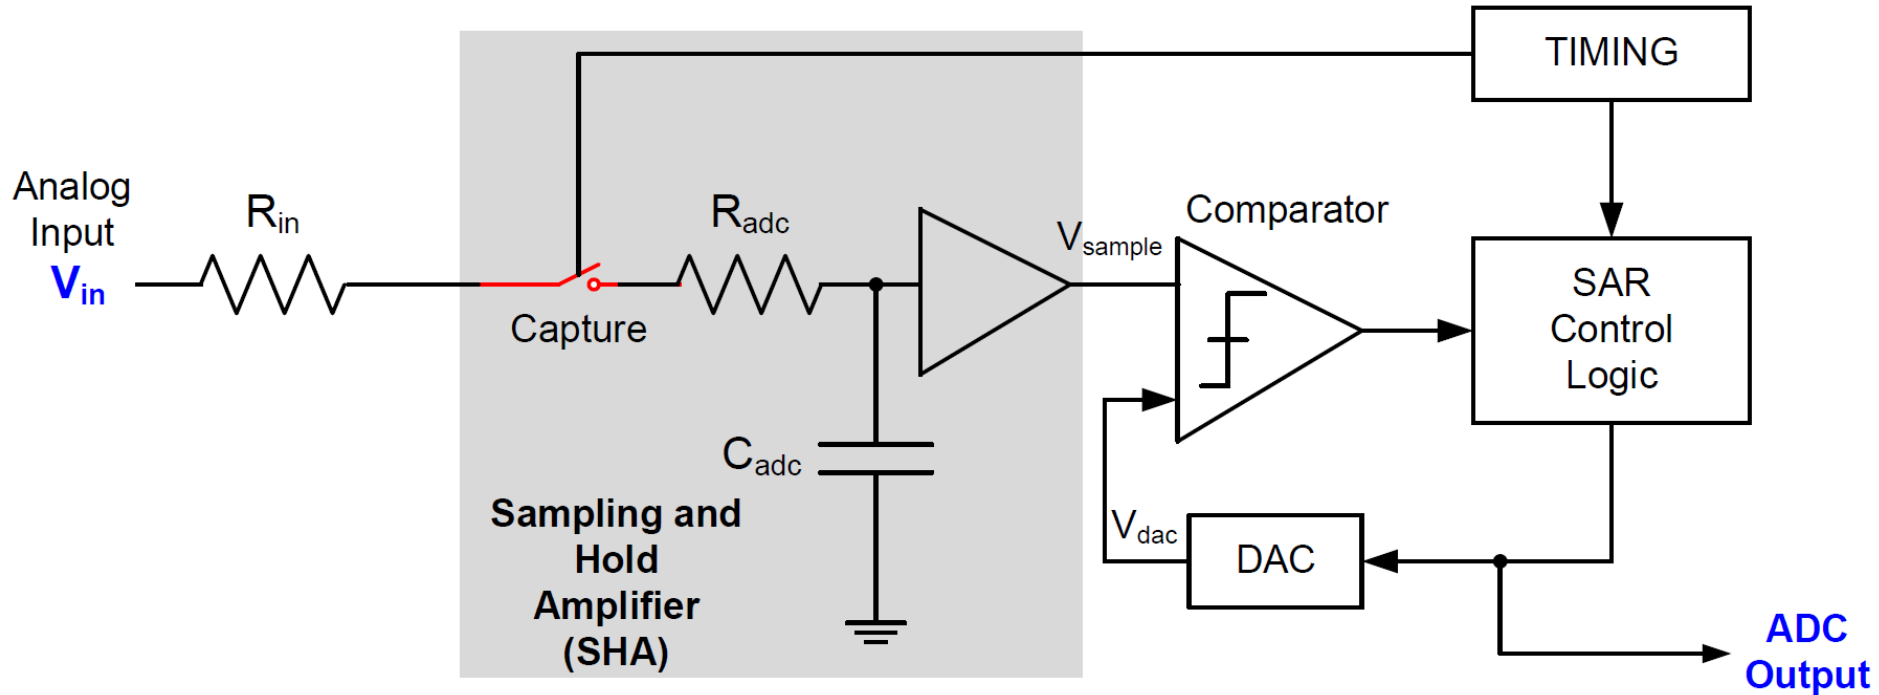 TIMING
Analog
Input
Vin
Rin
Capture
Radc
Cadc
Sampling and
Hold
Amplifier
(SHA)
Vsample
Comparator
SAR
Control
Logic
Vdac
DAC
ADC
Output